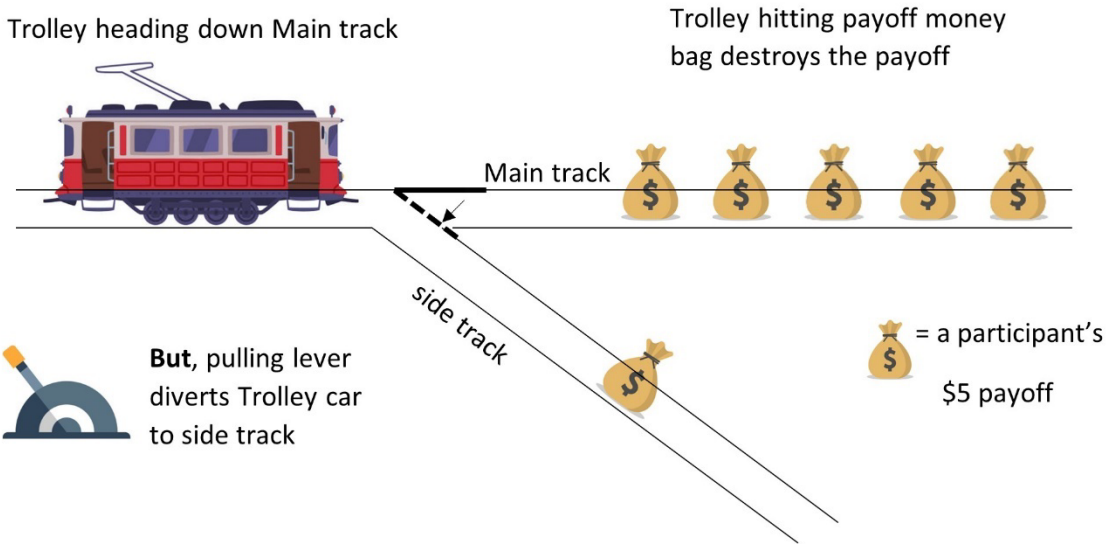 Trolley heading down Main track
Trolley hitting payoff money
bag destroys the payoff
Main track
$ $ $ $ $
side track
$
But, pulling lever
diverts Trolley car
to side track
$ = a participant’s
$5 payoff